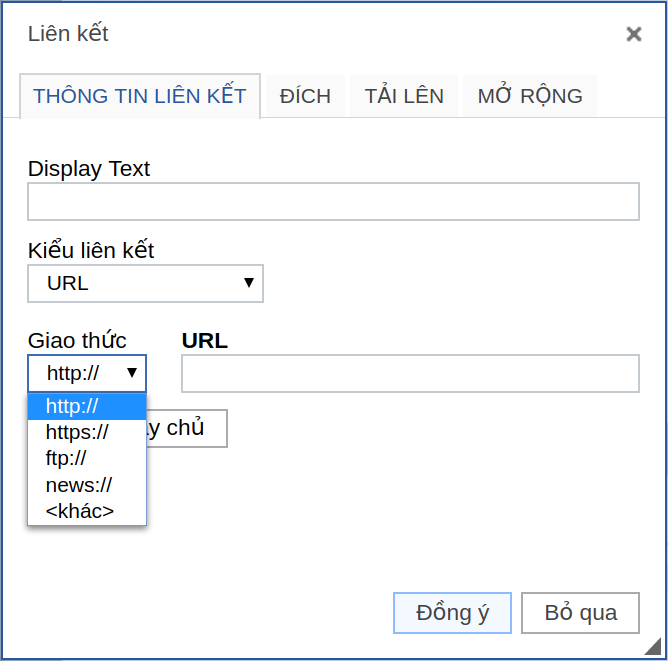 Liên kết
THÔNG TIN LIÊN KẾT ĐÍCH TẢI LÊN MỞ RỘNG
Display Text
Kiểu liên kết
URL
Giao thức URL
http://
http://
https:// chủ
ftp://
news://
<khác>
Đồng ý Bỏ qua